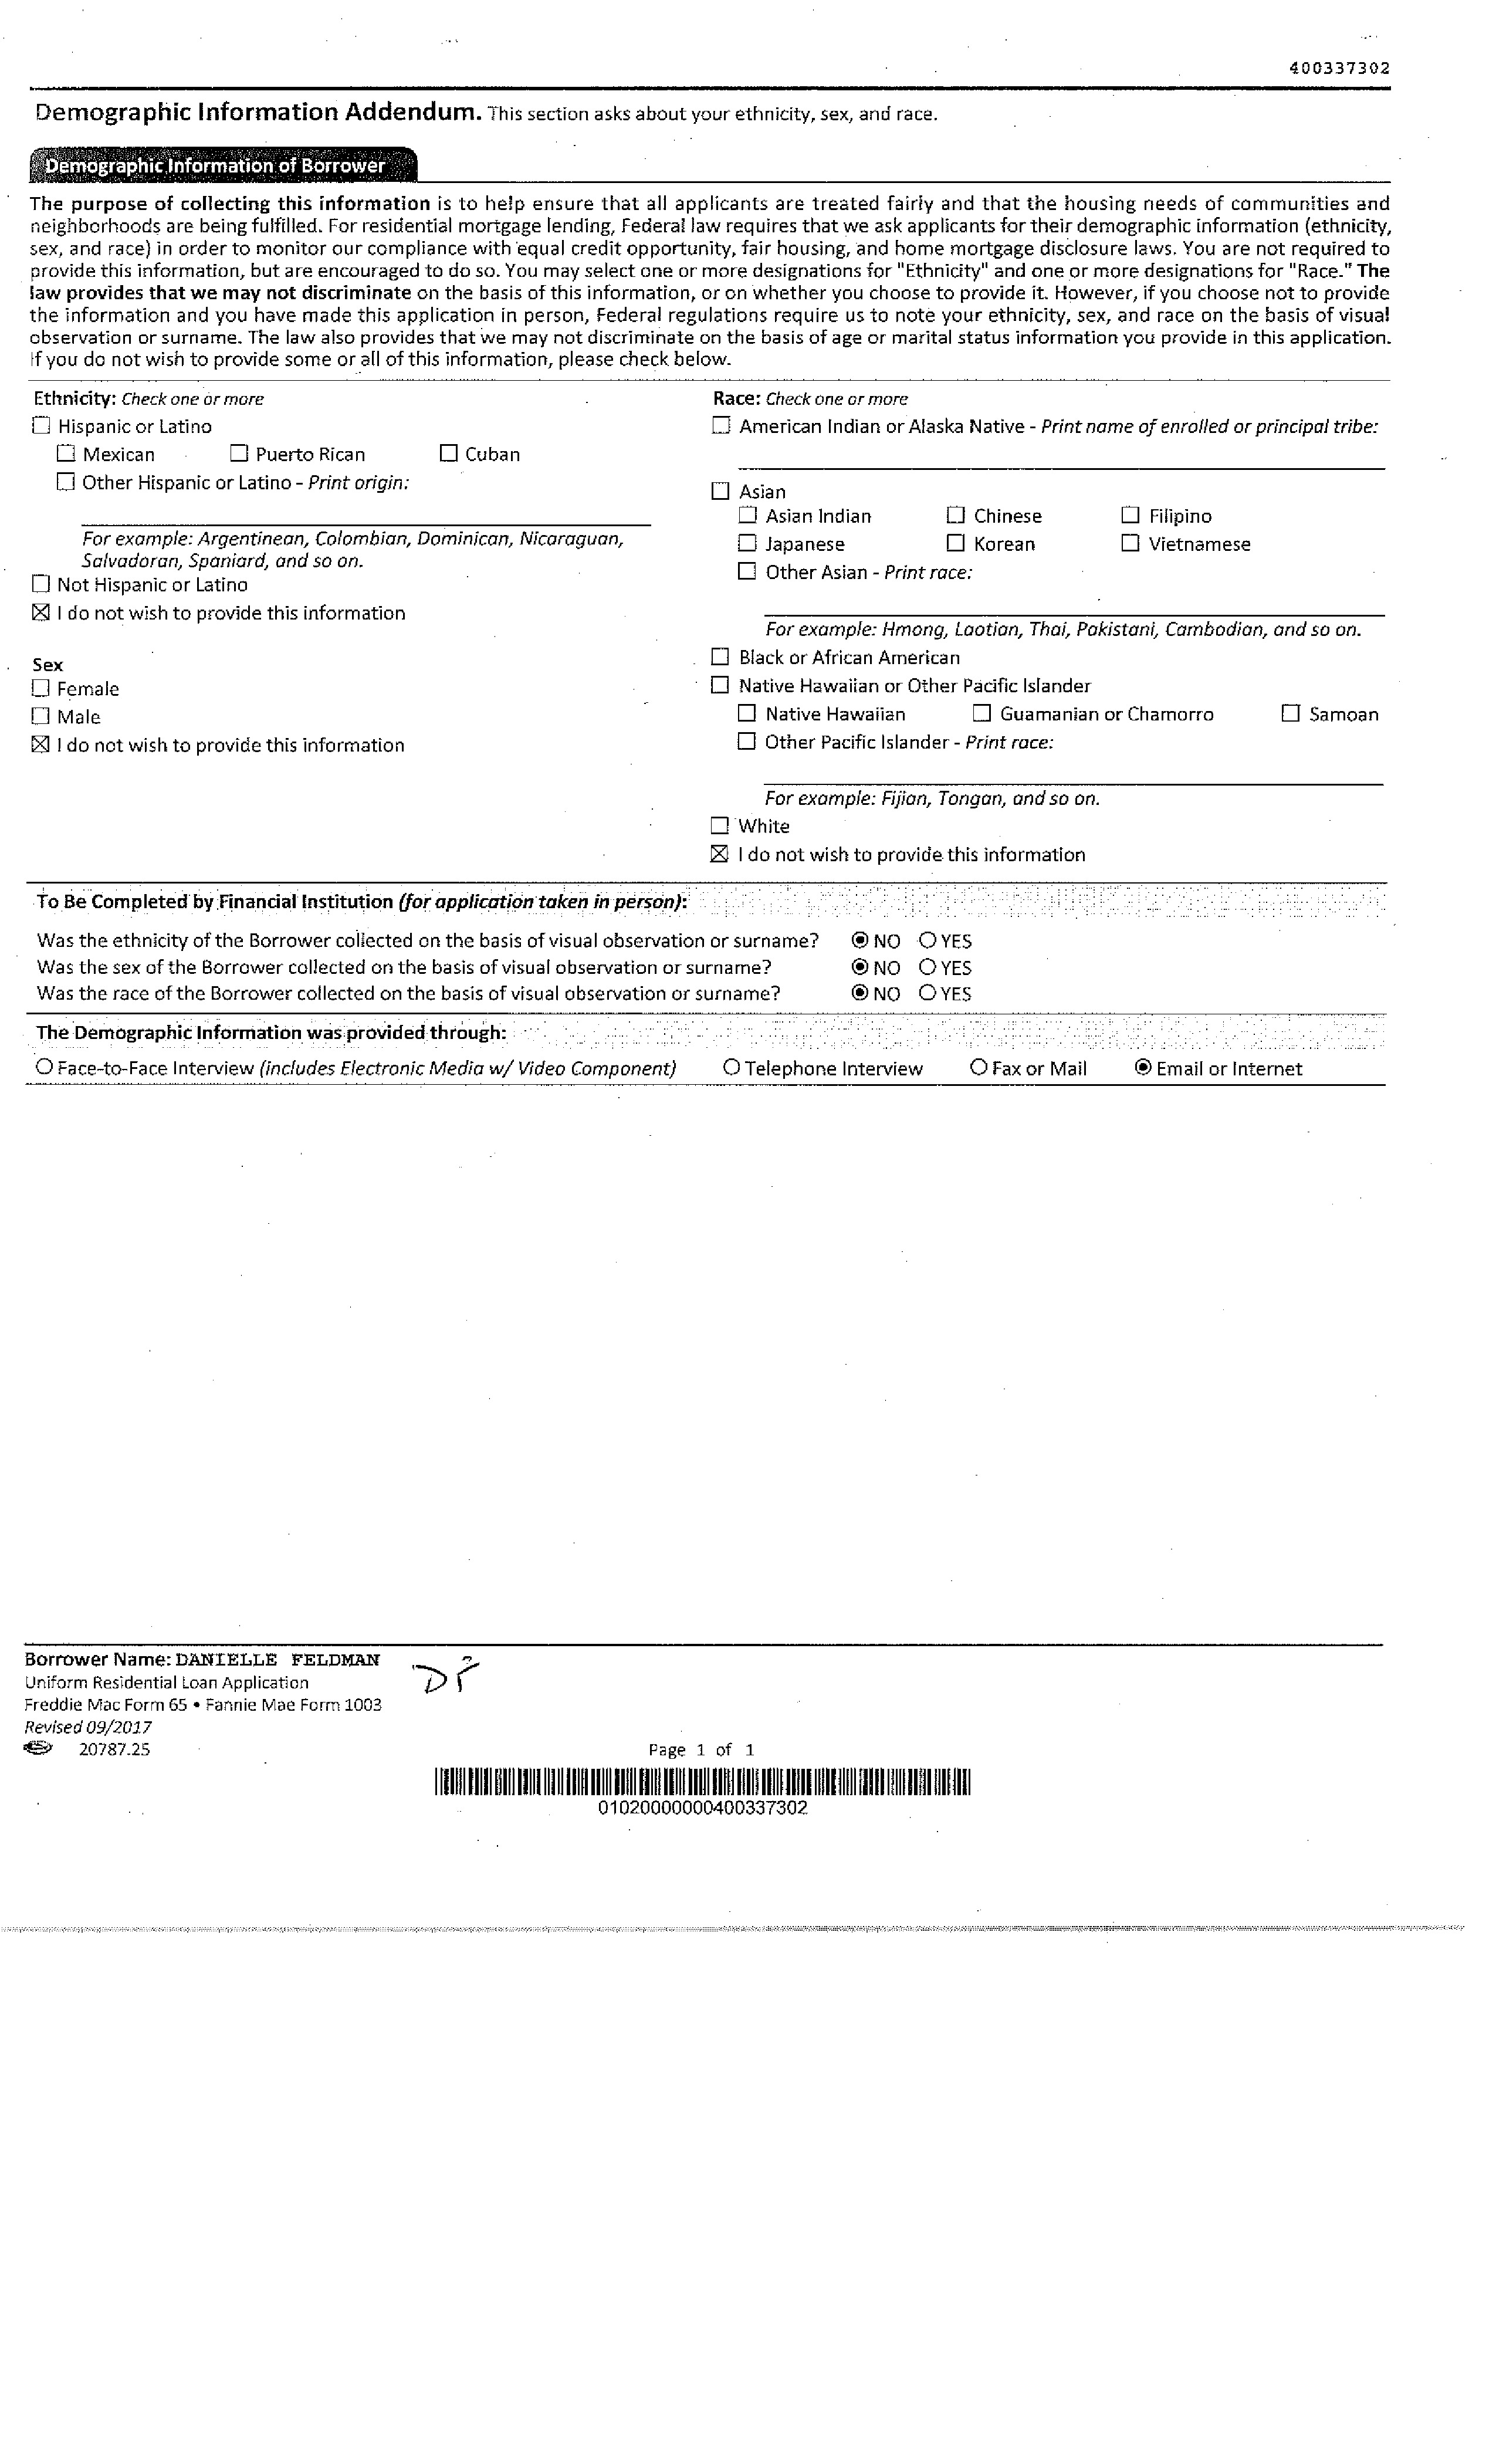 400337302
Demographic Information Addendum. This section asks about your ethnicity, sex, and race.
Demographic Information of Borrower
The purpose of collecting this information is to help ensure that all applicants are treated fairly and that the housing needs of communities and
neighborhoods are being fulfilled. For residential mortgage lending, Federal law requires that we ask applicants for their demographic information (ethnicity,
sex, and race) in order to monitor our compliance with equal credit opportunity, fair housing, and home mortgage disclosure laws. You are not required to
provide this information, but are encouraged to do so. You may select one or more designations for "Ethnicity" and one or more designations for "Race." The
law provides that we may not discriminate on the basis of this information, or on whether you choose to provide it. However, if you choose not to provide
the information and you have made this application in person, Federal regulations require us to note your ethnicity, sex, and race on the basis of visual
observation or surname. The law also provides that we may not discriminate on the basis of age or marital status information you provide in this application.
If you do not wish to provide some or all of this information, please check below.
Ethnicity: Check one or more
☐ Hispanic or Latino
☐ Mexican ☐ Puerto Rican ☐ Cuban
☐ Other Hispanic or Latino - Print origin:
For example: Argentinean, Colombian, Dominican, Nicaraguan,
Salvadoran, Spaniard, and so on.
☐ Not Hispanic or Latino
☒ I do not wish to provide this information
Sex
☐ Female
☐ Male
☒ I do not wish to provide this information
Race: Check one or more
☐ American Indian or Alaska Native - Print name of enrolled or principal tribe:
☐ Asian
☐ Asian Indian ☐ Chinese ☐ Filipino
☐ Japanese ☐ Korean ☐ Vietnamese
☐ Other Asian - Print race:
For example: Hmong, Laotian, Thai, Pakistani, Cambodian, and so on.
☐ Black or African American
☐ Native Hawaiian or Other Pacific Islander
☐ Native Hawaiian ☐ Guamanian or Chamorro ☐ Samoan
☐ Other Pacific Islander - Print race:
For example: Fijian, Tongan, and so on.
☐ White
☒ I do not wish to provide this information
To Be Completed by Financial Institution (for application taken in person):
Was the ethnicity of the Borrower collected on the basis of visual observation or surname? ◉ NO ○ YES
Was the sex of the Borrower collected on the basis of visual observation or surname? ◉ NO ○ YES
Was the race of the Borrower collected on the basis of visual observation or surname? ◉ NO ○ YES
The Demographic Information was provided through:
○ Face-to-Face Interview (includes Electronic Media w/ Video Component) ○ Telephone Interview ○ Fax or Mail ◉ Email or Internet
Borrower Name: DANIELLE FELDMAN DF
Uniform Residential Loan Application
Freddie Mac Form 65 • Fannie Mae Form 1003
Revised 09/2017
20787.25
Page 1 of 1
01020000000400337302